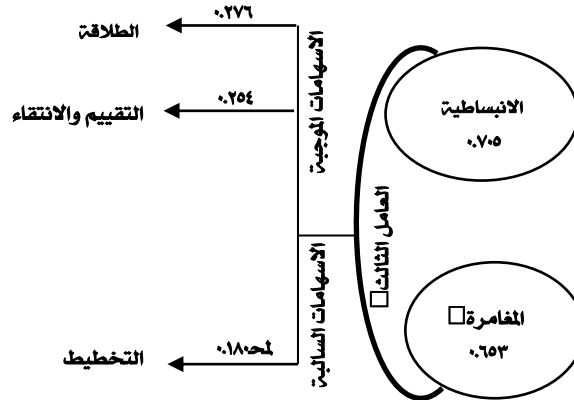 الانبساطية
٠.٧٠٥
المغامرة
٠.٦٥٣
العامل الثالث
الاسهامات الموجبة
الاسهامات السالبة
٠.٢٧٦
الطلاقة
٠.٢٥٤
التقييم والانتقاء
لمحـ٠.١٨٠
التخطيط